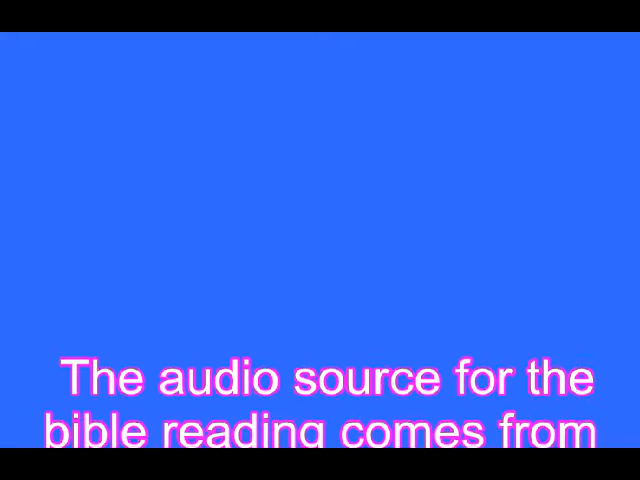 The audio source for the
bible reading comes from